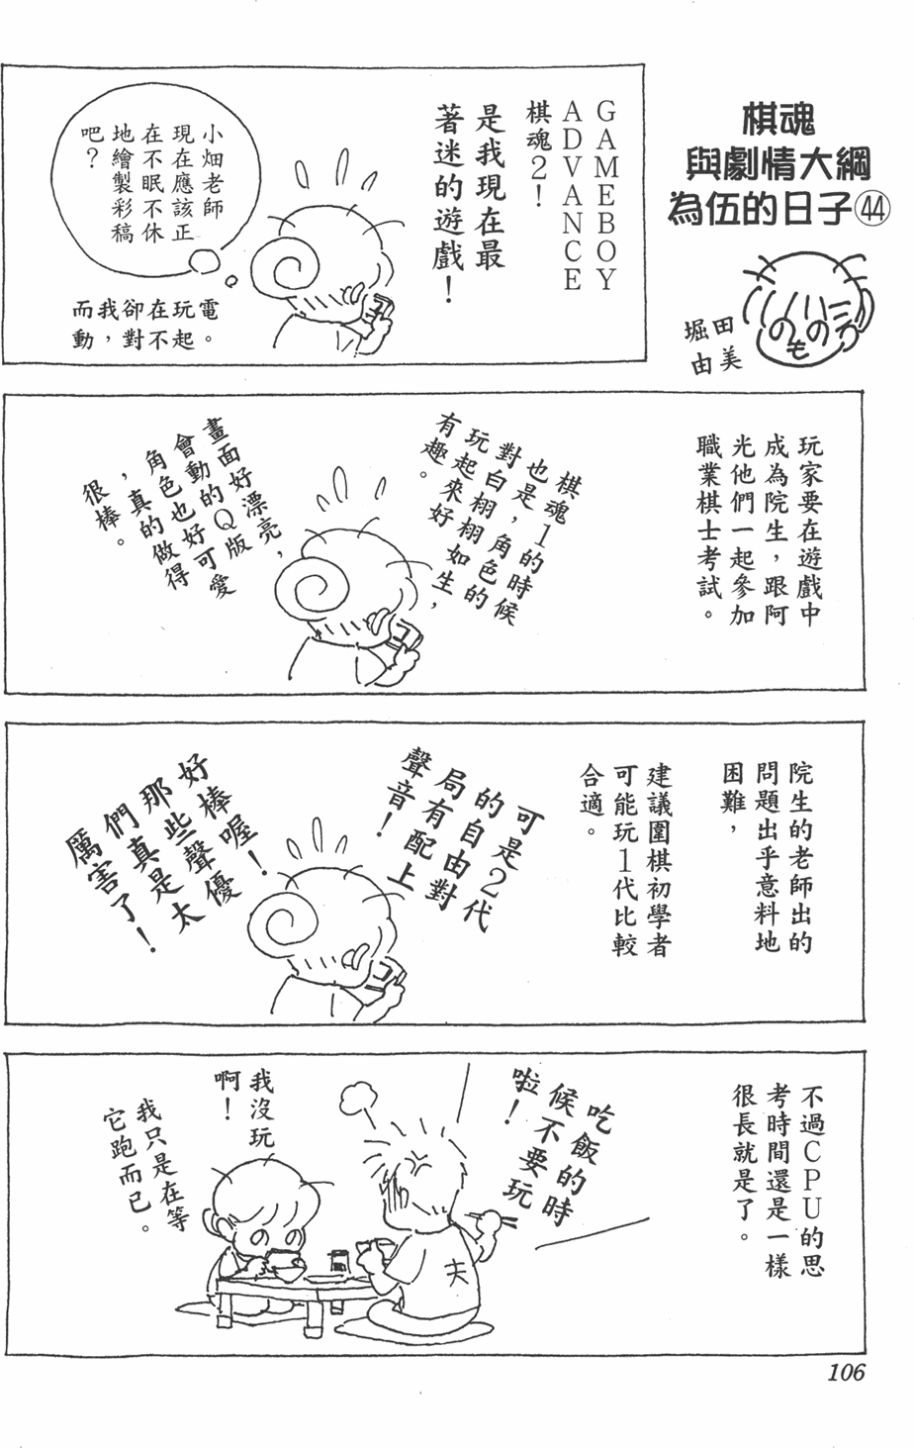 棋魂
與劇情大綱
為伍的日子㊹
堀田
由美
のものろ
GAMEBOY
ADVANCE
棋魂2！
是我現在最
著迷的遊戲！
小畑老師
現在應該正
在不眠不休
地繪製彩稿
吧？
而我卻在玩電
動，對不起。
玩家要在遊戲中
成為院生，跟阿
光他們一起參加
職業棋士考試。
棋魂1的時候
也是，角色的
對白栩栩如生，
玩起來好
有趣。
畫面好漂亮，
會動的Q版
角色也好可愛
，真的做得
很棒。
院生的老師出的
問題出乎意料地
困難，
建議圍棋初學者
可能玩1代比較
合適。
可是2代
的自由對
局有配上
聲音！
好棒喔！
那些聲優
們真是太
厲害了！
不過CPU的思
考時間還是一樣
很長就是了。
吃飯的時
候不要玩
啦！
夫
我沒玩
啊！
我只是在等
它跑而已。
106